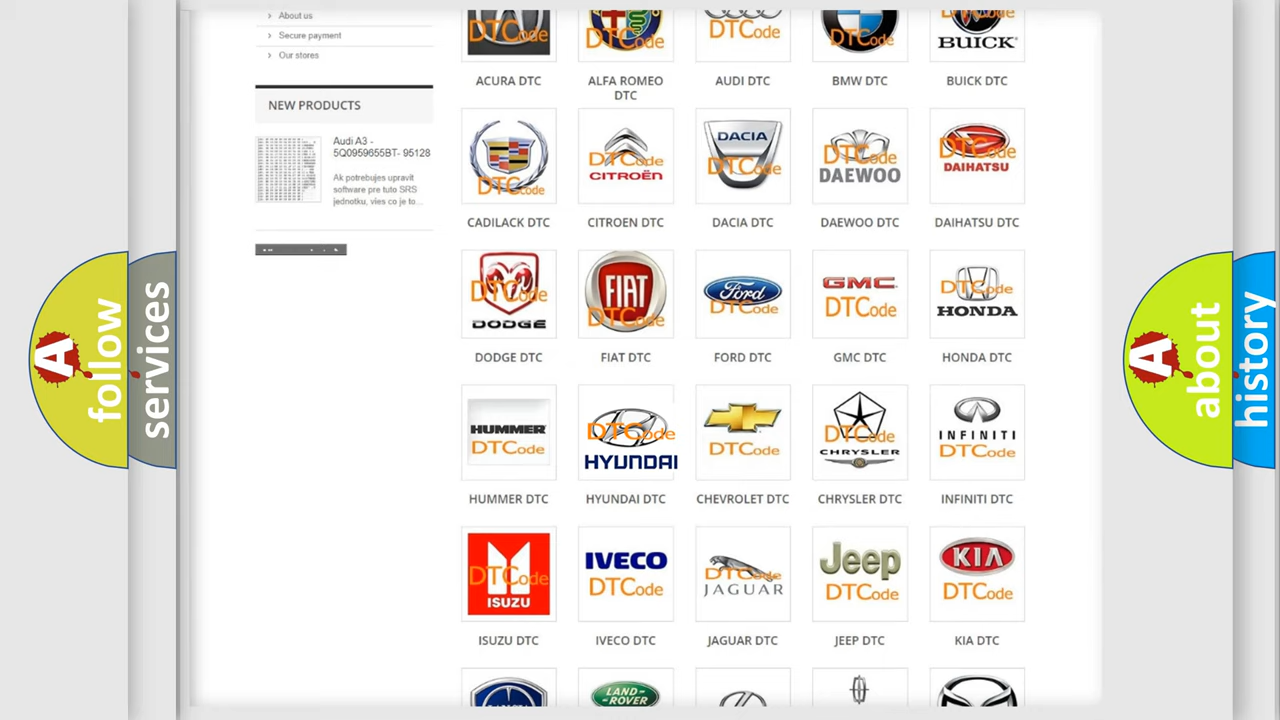 About us
Secure payment
Our stores
NEW PRODUCTS
Audi A3 -
5Q0959655BT- 95128
Ak potrebujes upravit
software pre tuto SRS
jednotku, vies co je to...
DTCode
DTCode
DTCode
DTCode
BUICK
ACURA DTC
ALFA ROMEO
DTC
AUDI DTC
BMW DTC
BUICK DTC
DTCode
DTCode
CITROËN
DACIA
DTCode
DTCode
DAEWOO
DTCode
DAIHATSU
CADILACK DTC
CITROEN DTC
DACIA DTC
DAEWOO DTC
DAIHATSU DTC
DTCode
DODGE
FIAT
DTCode
Ford
DTCode
GMC
DTCode
DTCode
HONDA
DODGE DTC
FIAT DTC
FORD DTC
GMC DTC
HONDA DTC
HUMMER
DTCode
DTCode
HYUNDAI
DTCode
DTCode
CHRYSLER
INFINITI
DTCode
HUMMER DTC
HYUNDAI DTC
CHEVROLET DTC
CHRYSLER DTC
INFINITI DTC
DTCode
ISUZU
IVECO
DTCode
DTCode
JAGUAR
Jeep
DTCode
KIA
DTCode
ISUZU DTC
IVECO DTC
JAGUAR DTC
JEEP DTC
KIA DTC
LAND-
ROVER
A
follow
services
A
about
history